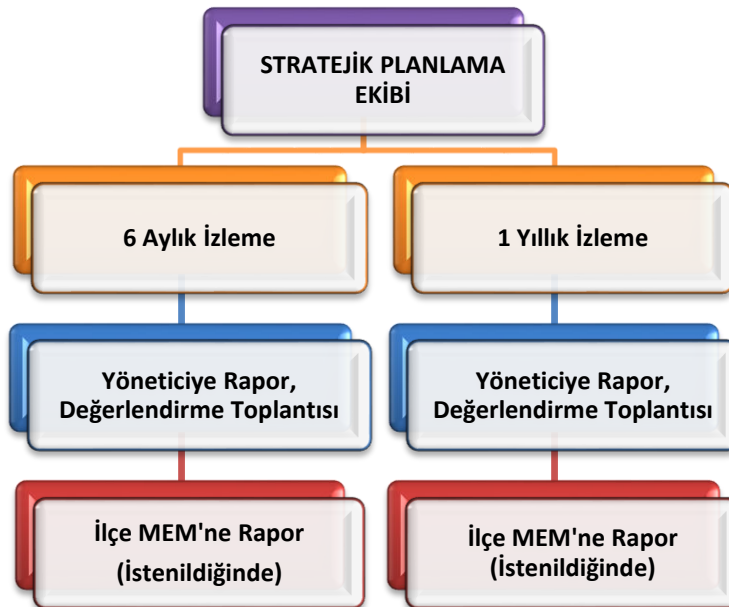 STRATEJİK PLANLAMA
EKİBİ
6 Aylık İzleme
1 Yıllık İzleme
Yöneticiye Rapor,
Değerlendirme Toplantısı
Yöneticiye Rapor,
Değerlendirme Toplantısı
İlçe MEM'ne Rapor
(İstenildiğinde)
İlçe MEM'ne Rapor
(İstenildiğinde)